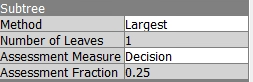 Subtree
Method Largest
Number of Leaves 1
Assessment Measure Decision
Assessment Fraction 0.25